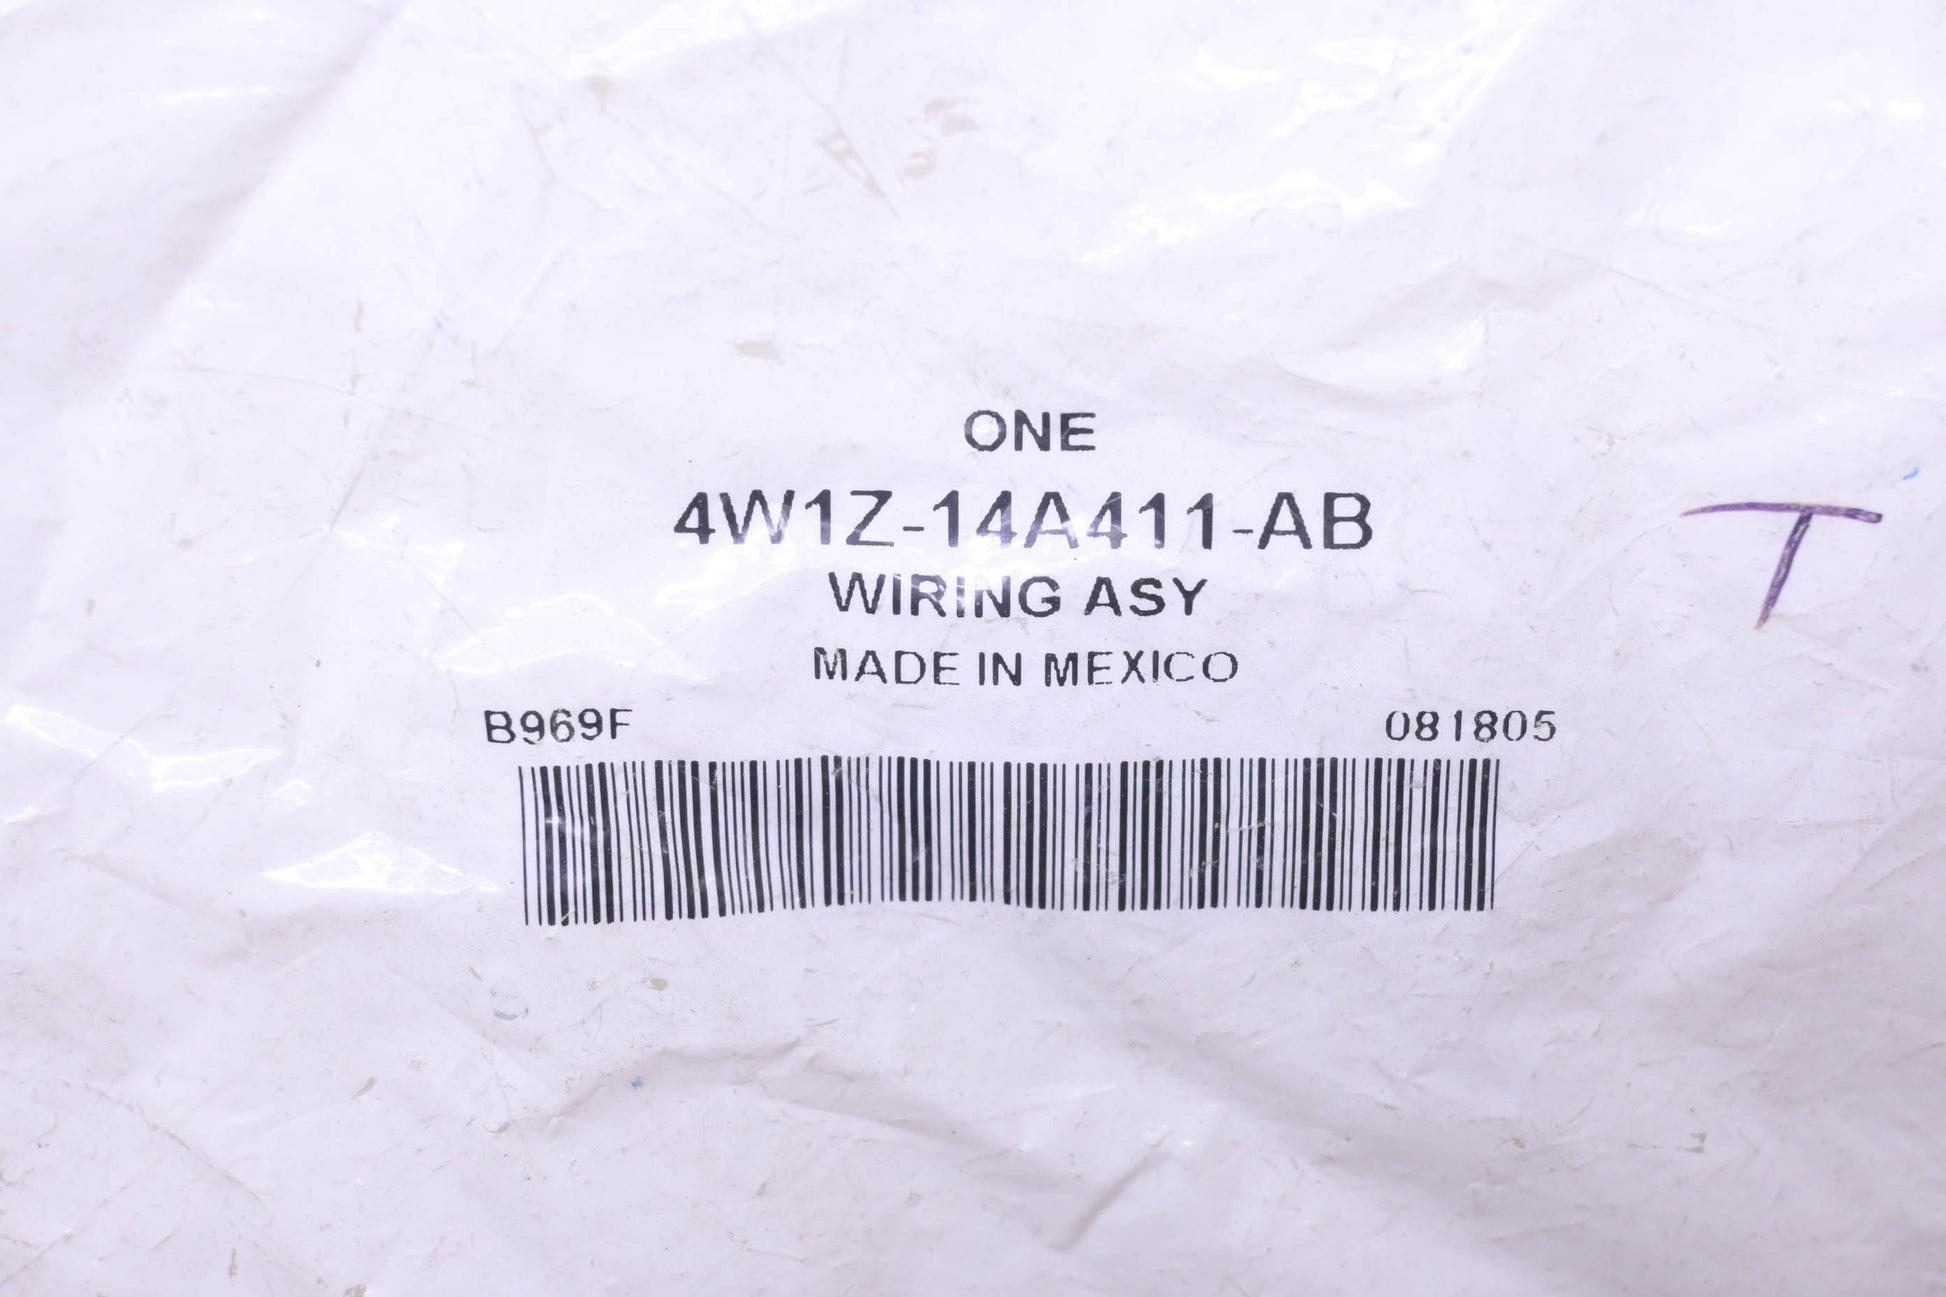 ONE
4W1Z-14A411-AB
WIRING ASY
MADE IN MEXICO
B969F 081805
T